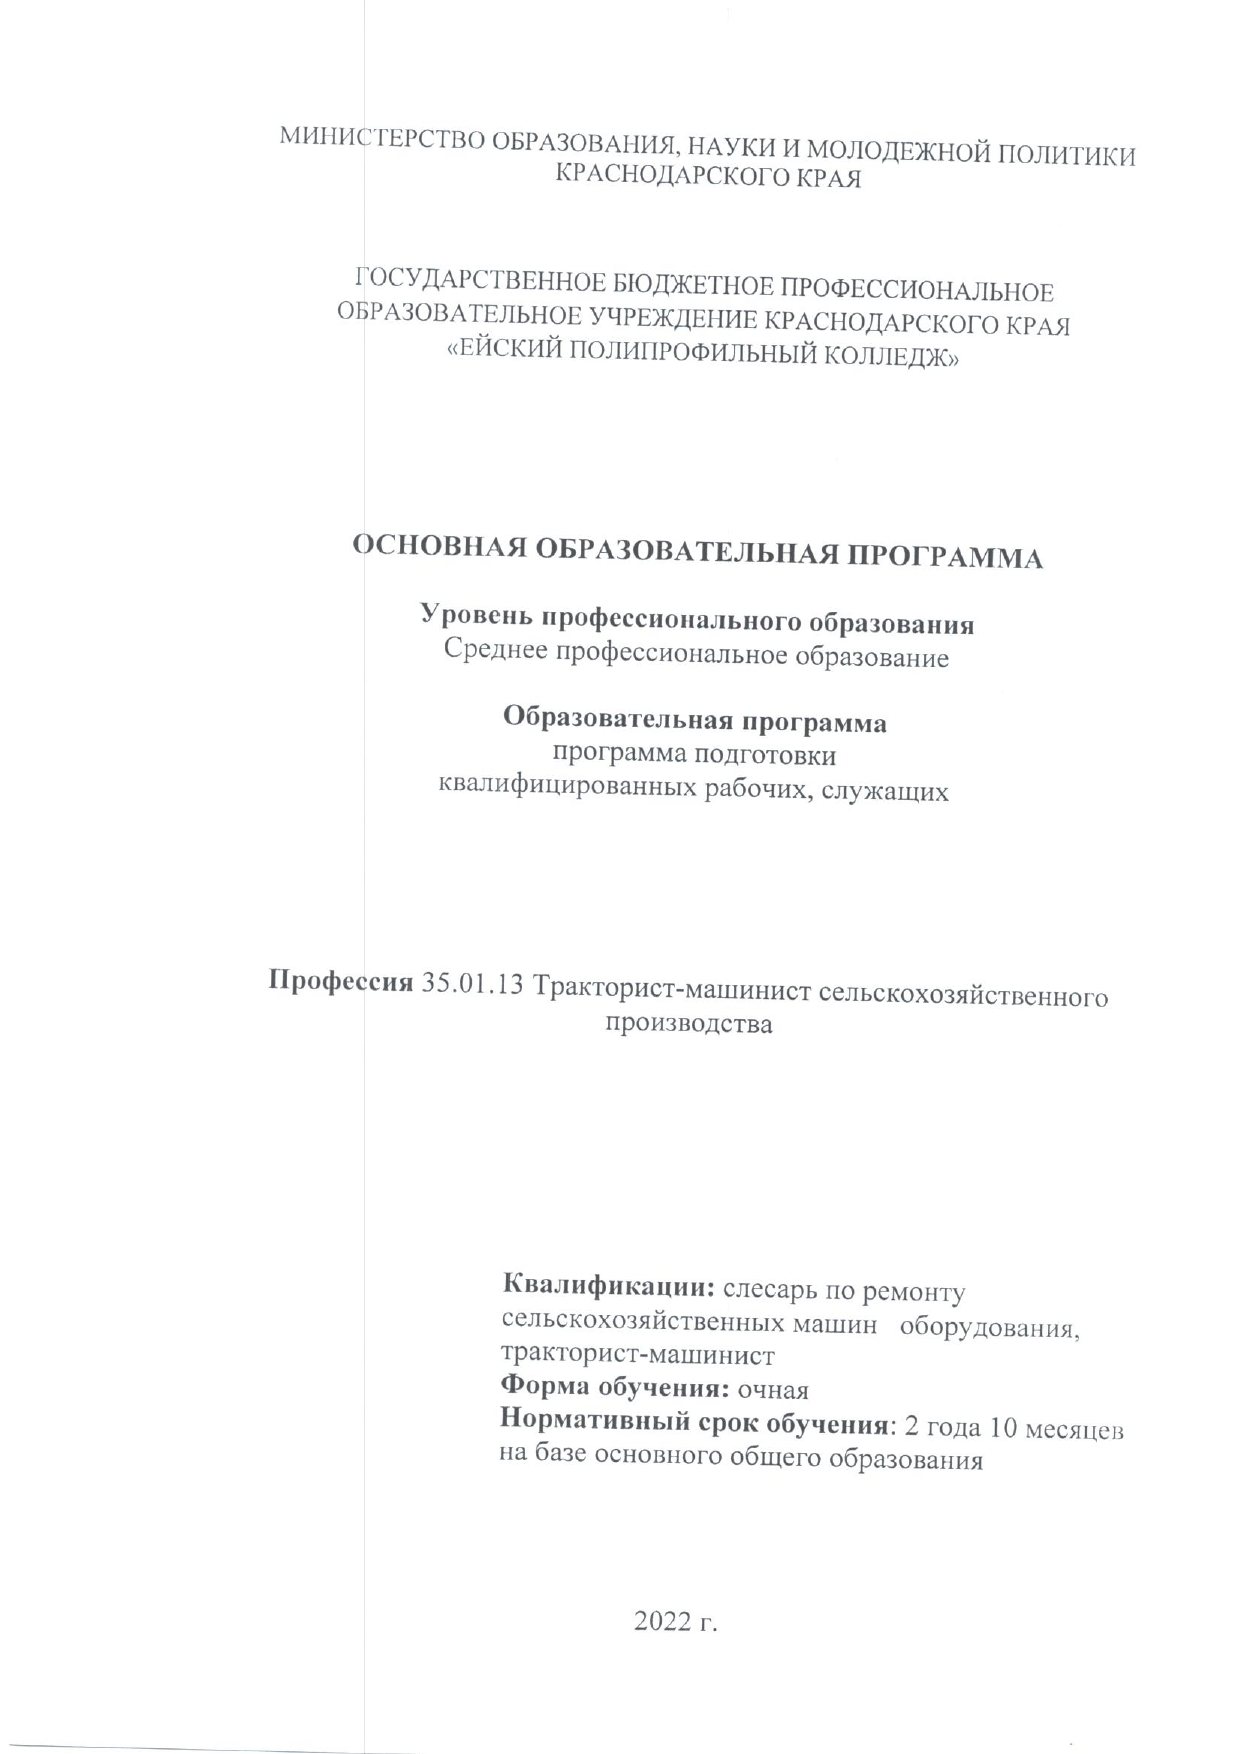 МИНИСТЕРСТВО ОБРАЗОВАНИЯ, НАУКИ И МОЛОДЕЖНОЙ ПОЛИТИКИ
КРАСНОДАРСКОГО КРАЯ
ГОСУДАРСТВЕННОЕ БЮДЖЕТНОЕ ПРОФЕССИОНАЛЬНОЕ
ОБРАЗОВАТЕЛЬНОЕ УЧРЕЖДЕНИЕ КРАСНОДАРСКОГО КРАЯ
«ЕЙСКИЙ ПОЛИПРОФИЛЬНЫЙ КОЛЛЕДЖ»
ОСНОВНАЯ ОБРАЗОВАТЕЛЬНАЯ ПРОГРАММА
Уровень профессионального образования
Среднее профессиональное образование
Образовательная программа
программа подготовки
квалифицированных рабочих, служащих
Профессия 35.01.13 Тракторист-машинист сельскохозяйственного
производства
Квалификации: слесарь по ремонту
сельскохозяйственных машин оборудования,
тракторист-машинист
Форма обучения: очная
Нормативный срок обучения: 2 года 10 месяцев
на базе основного общего образования
2022 г.